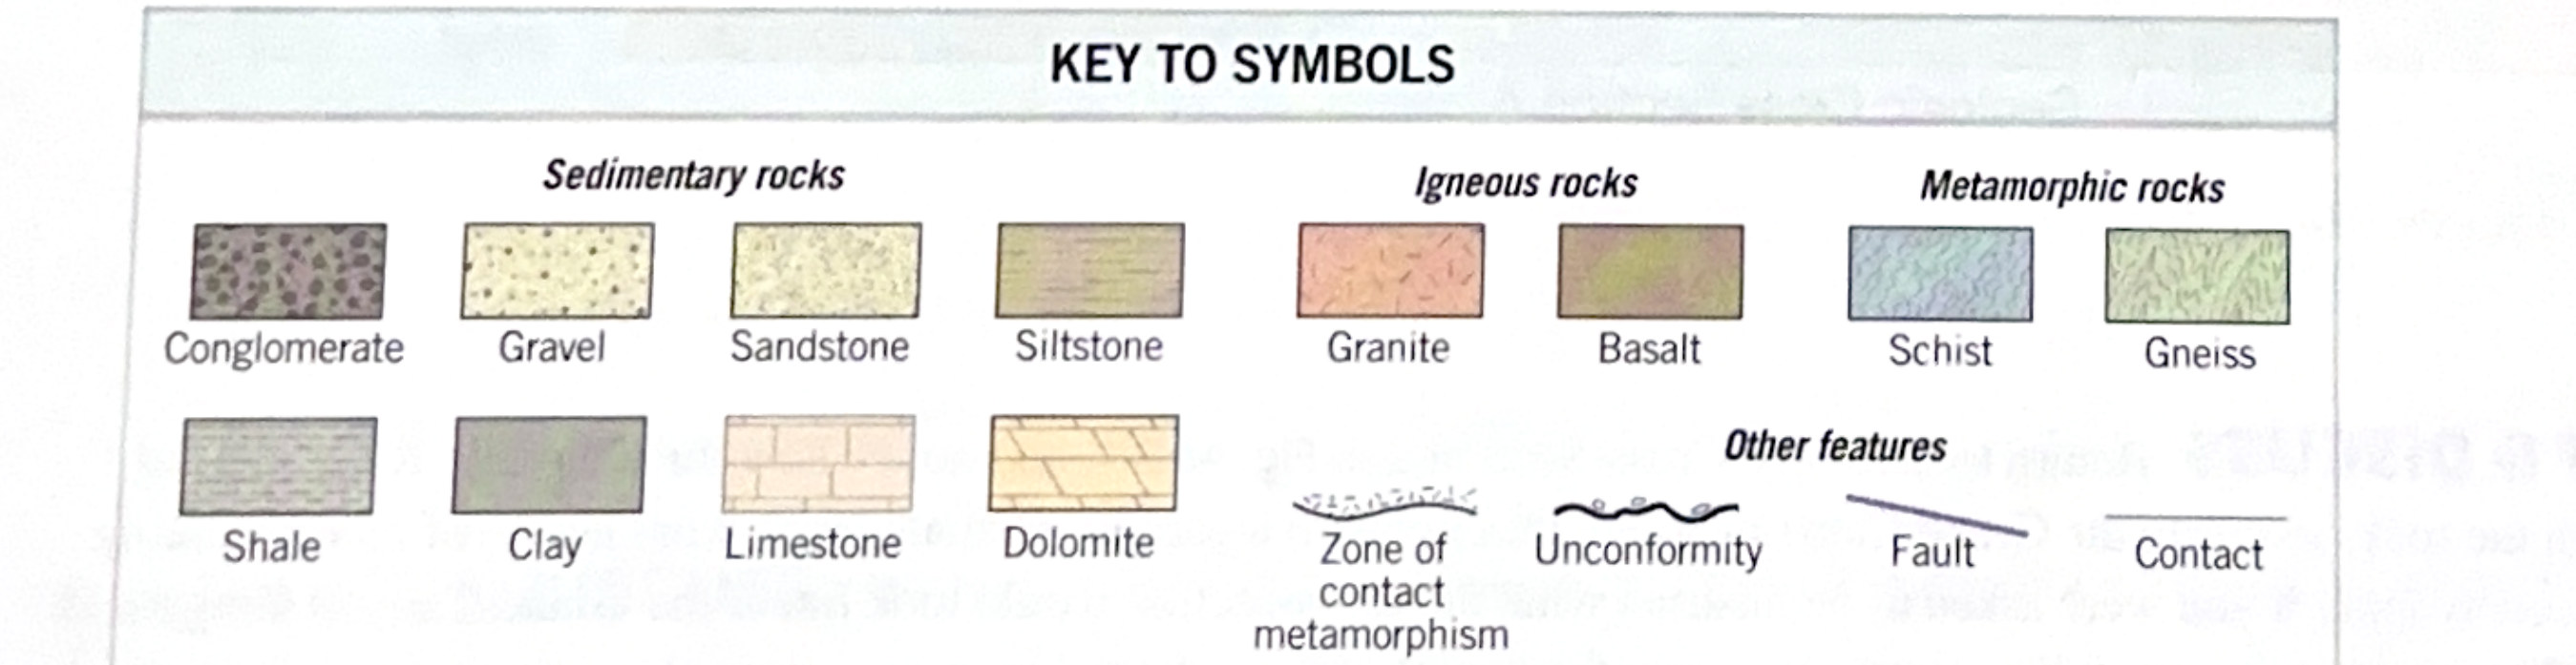 KEY TO SYMBOLS
Sedimentary rocks
Igneous rocks
Metamorphic rocks
Conglomerate
Gravel
Sandstone
Siltstone
Granite
Basalt
Schist
Gneiss
Other features
Shale
Clay
Limestone
Dolomite
Zone of
contact
metamorphism
Unconformity
Fault
Contact